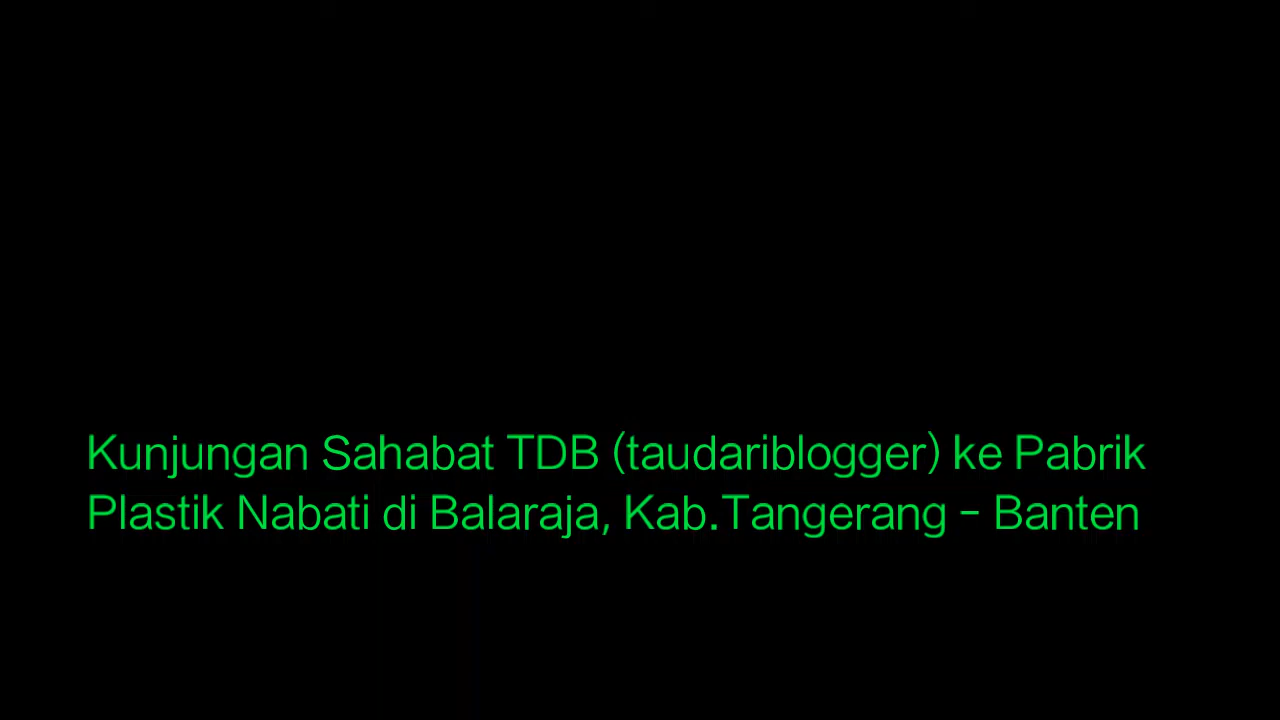 Kunjungan Sahabat TDB (taudariblogger) ke Pabrik
Plastik Nabati di Balaraja, Kab.Tangerang - Banten